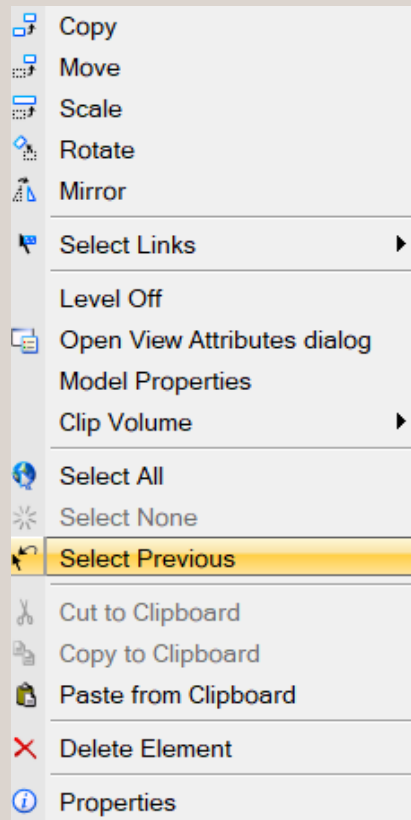 Copy
Move
Scale
Rotate
Mirror
Select Links
Level Off
Open View Attributes dialog
Model Properties
Clip Volume
Select All
Select None
Select Previous
Cut to Clipboard
Copy to Clipboard
Paste from Clipboard
Delete Element
Properties